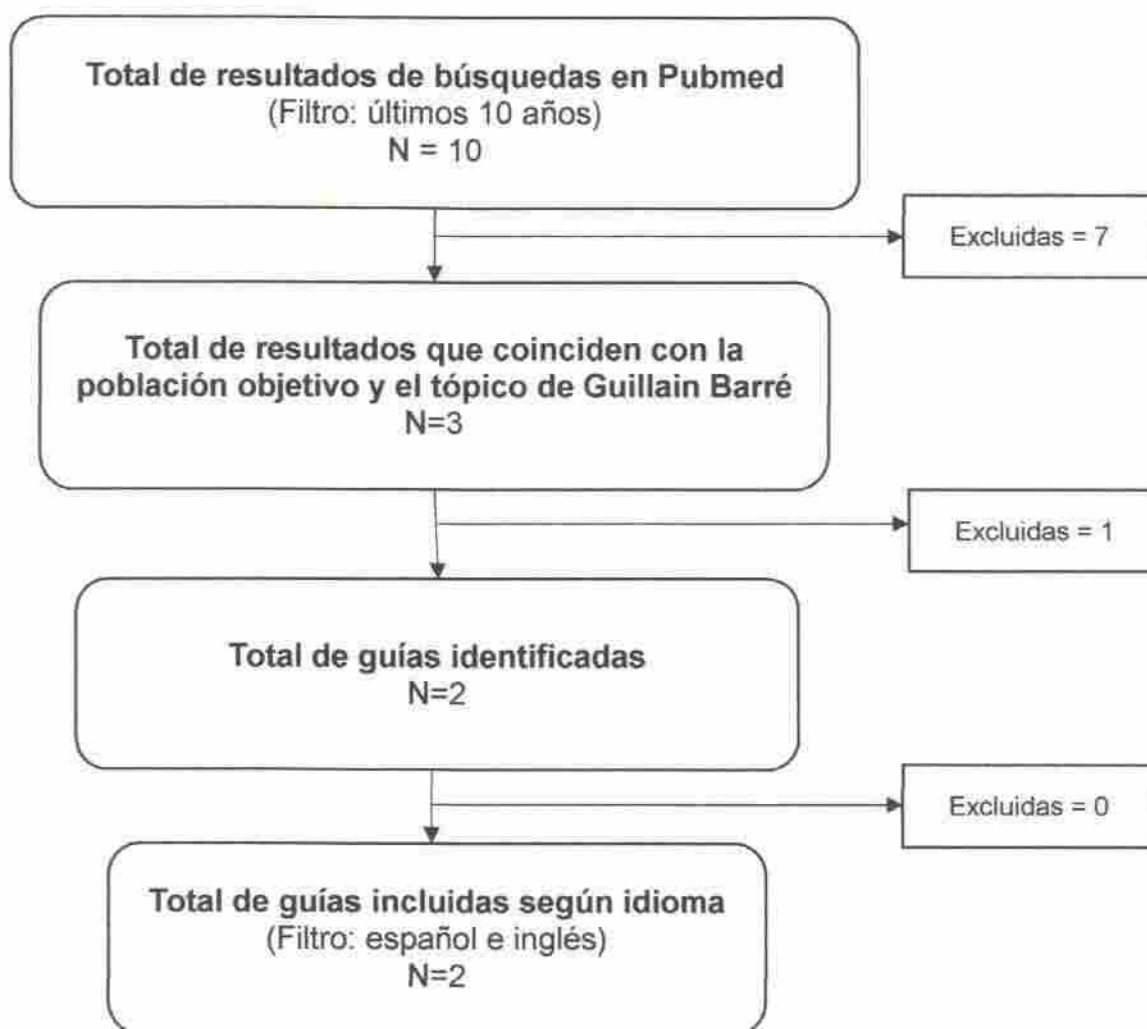 Total de resultados de búsquedas en Pubmed
(Filtro: últimos 10 años)
N = 10
Excluidas = 7
Total de resultados que coinciden con la
población objetivo y el tópico de Guillain Barré
N=3
Excluidas = 1
Total de guías identificadas
N=2
Excluidas = 0
Total de guías incluidas según idioma
(Filtro: español e inglés)
N=2